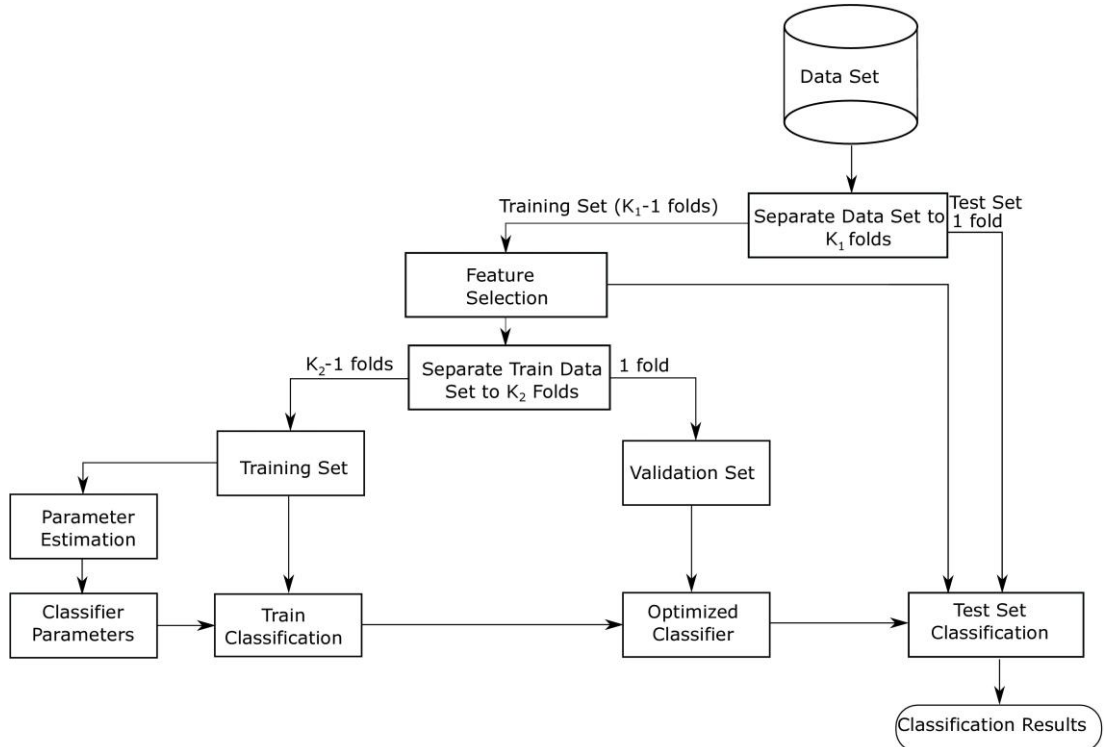 Data Set
Separate Data Set to
K₁ folds
Training Set (K₁-1 folds)
Test Set
1 fold
Feature
Selection
Separate Train Data
Set to K₂ Folds
K₂-1 folds
1 fold
Training Set
Validation Set
Parameter
Estimation
Classifier
Parameters
Train
Classification
Optimized
Classifier
Test Set
Classification
Classification Results